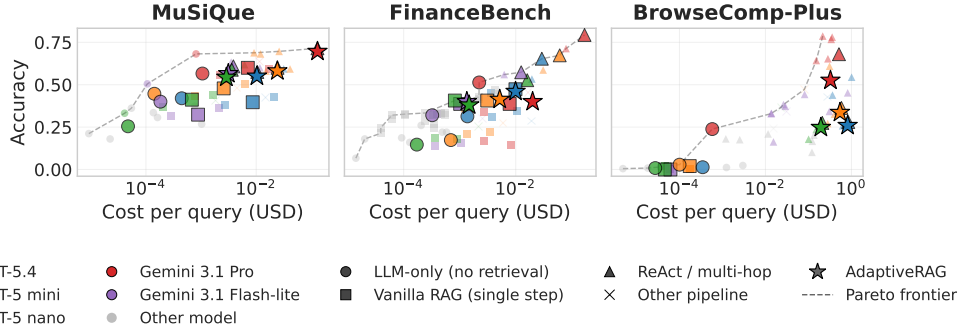 MuSiQue FinanceBench BrowseComp-Plus
Accuracy
0.75
0.50
0.25
0.00
10⁻⁴ 10⁻² 10⁻⁴ 10⁻² 10⁻⁴ 10⁻² 10⁰
Cost per query (USD) Cost per query (USD) Cost per query (USD)
T-5.4 Gemini 3.1 Pro LLM-only (no retrieval) ReAct / multi-hop AdaptiveRAG
T-5 mini Gemini 3.1 Flash-lite Vanilla RAG (single step) Other pipeline Pareto frontier
T-5 nano Other model